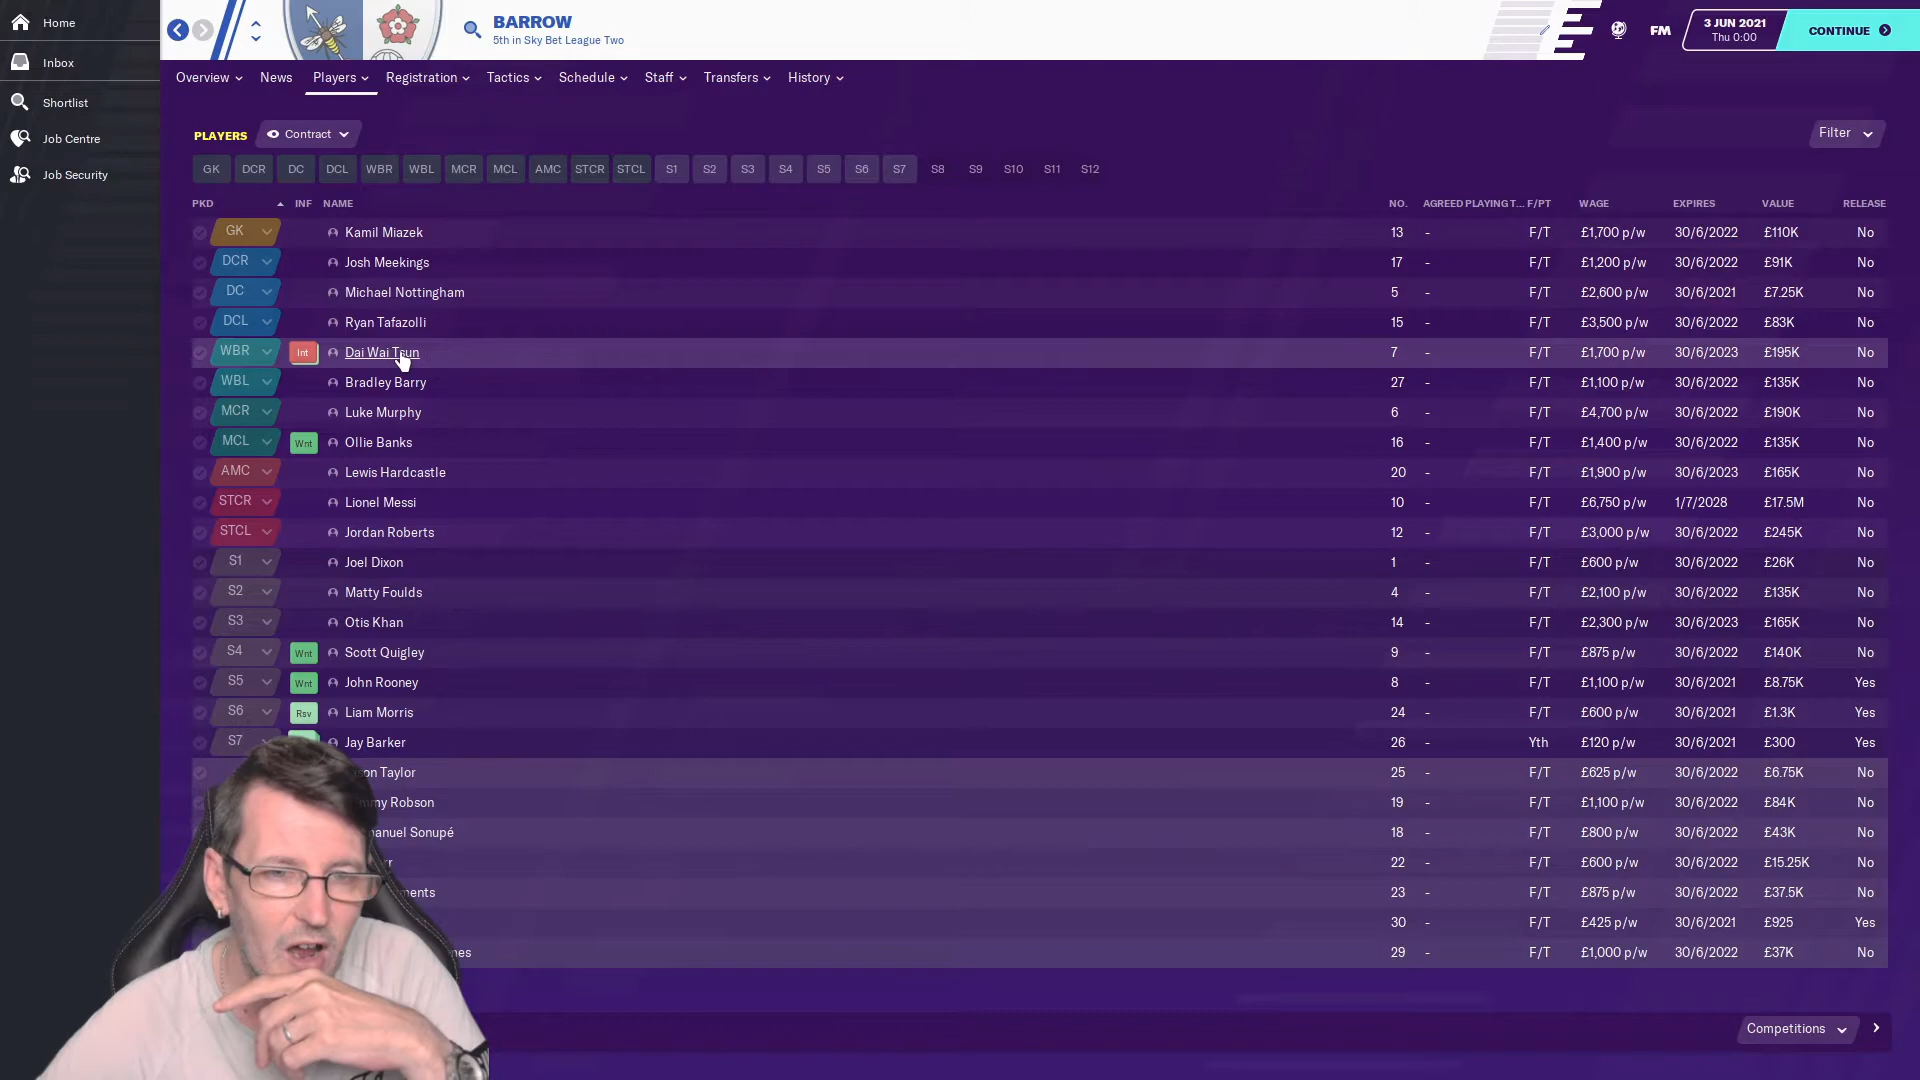 Home
Inbox
Shortlist
Job Centre
Job Security
BARROW
5th in Sky Bet League Two
FM
3 JUN 2021
Thu 0:00
CONTINUE
Overview News Players Registration Tactics Schedule Staff Transfers History
PLAYERS Contract Filter
GK DCR DC DCL WBR WBL MCR MCL AMC STCR STCL S1 S2 S3 S4 S5 S6 S7 S8 S9 S10 S11 S12
PKD INF NAME NO. AGREED PLAYING T... F/PT WAGE EXPIRES VALUE RELEASE
GK Kamil Miazek 13 - F/T £1,700 p/w 30/6/2022 £110K No
DCR Josh Meekings 17 - F/T £1,200 p/w 30/6/2022 £91K No
DC Michael Nottingham 5 - F/T £2,600 p/w 30/6/2021 £7.25K No
DCL Ryan Tafazolli 15 - F/T £3,500 p/w 30/6/2022 £83K No
WBR Int Dai Wai Tsun 7 - F/T £1,700 p/w 30/6/2023 £195K No
WBL Bradley Barry 27 - F/T £1,100 p/w 30/6/2022 £135K No
MCR Luke Murphy 6 - F/T £4,700 p/w 30/6/2022 £190K No
MCL Wnt Ollie Banks 16 - F/T £1,400 p/w 30/6/2022 £135K No
AMC Lewis Hardcastle 20 - F/T £1,900 p/w 30/6/2023 £165K No
STCR Lionel Messi 10 - F/T £6,750 p/w 1/7/2028 £17.5M No
STCL Jordan Roberts 12 - F/T £3,000 p/w 30/6/2022 £245K No
S1 Joel Dixon 1 - F/T £600 p/w 30/6/2022 £26K No
S2 Matty Foulds 4 - F/T £2,100 p/w 30/6/2022 £135K No
S3 Otis Khan 14 - F/T £2,300 p/w 30/6/2023 £165K No
S4 Wnt Scott Quigley 9 - F/T £875 p/w 30/6/2022 £140K No
S5 Wnt John Rooney 8 - F/T £1,100 p/w 30/6/2021 £8.75K Yes
S6 Rsv Liam Morris 24 - F/T £600 p/w 30/6/2021 £1.3K Yes
S7 Jay Barker 26 - Yth £120 p/w 30/6/2021 £300 Yes
Taylor 25 - F/T £625 p/w 30/6/2022 £6.75K No
Robson 19 - F/T £1,100 p/w 30/6/2022 £84K No
Sonupé 18 - F/T £800 p/w 30/6/2022 £43K No
22 - F/T £600 p/w 30/6/2022 £15.25K No
23 - F/T £875 p/w 30/6/2022 £37.5K No
30 - F/T £425 p/w 30/6/2021 £925 Yes
29 - F/T £1,000 p/w 30/6/2022 £37K No
Competitions